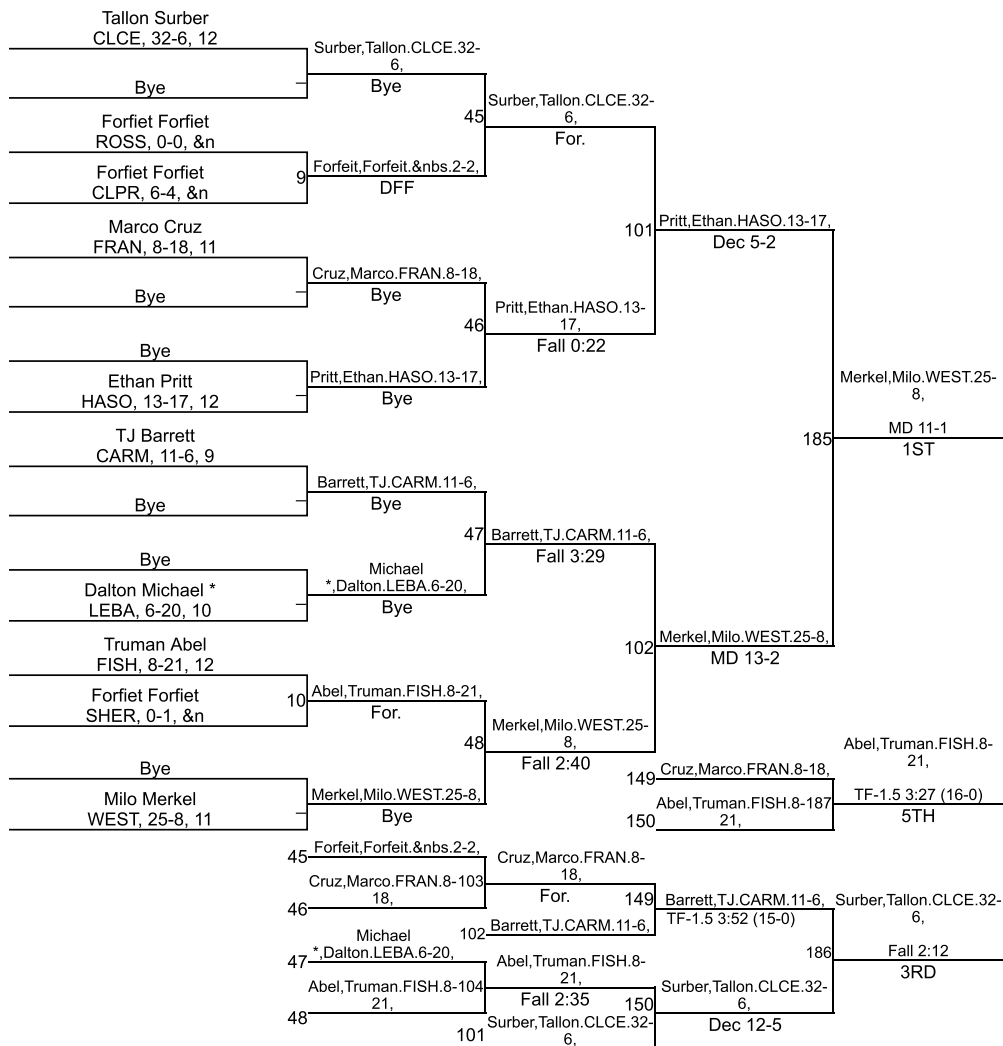 Tallon Surber
CLCE, 32-6, 12
Bye
Surber,Tallon.CLCE.32-
6,
Bye
45
Surber,Tallon.CLCE.32-
6,
For.
Forfiet Forfiet
ROSS, 0-0, &n
Forfiet Forfiet
CLPR, 6-4, &n
9
Forfeit,Forfeit.&nbs.2-2,
DFF
Marco Cruz
FRAN, 8-18, 11
Bye
Cruz,Marco.FRAN.8-18,
Bye
101
Pritt,Ethan.HASO.13-17,
Dec 5-2
46
Pritt,Ethan.HASO.13-
17,
Fall 0:22
Bye
Ethan Pritt
HASO, 13-17, 12
Pritt,Ethan.HASO.13-17,
Bye
Merkel,Milo.WEST.25-
8,
185
MD 11-1
1ST
TJ Barrett
CARM, 11-6, 9
Bye
Barrett,TJ.CARM.11-6,
Bye
47
Barrett,TJ.CARM.11-6,
Fall 3:29
Bye
Dalton Michael *
LEBA, 6-20, 10
Michael
*,Dalton.LEBA.6-20,
Bye
102
Merkel,Milo.WEST.25-8,
MD 13-2
Truman Abel
FISH, 8-21, 12
Forfiet Forfiet
SHER, 0-1, &n
10
Abel,Truman.FISH.8-21,
For.
48
Merkel,Milo.WEST.25-
8,
Fall 2:40
Bye
Milo Merkel
WEST, 25-8, 11
Merkel,Milo.WEST.25-8,
Bye
149
Cruz,Marco.FRAN.8-18,
150
Abel,Truman.FISH.8-187
21,
Abel,Truman.FISH.8-
21,
TF-1.5 3:27 (16-0)
5TH
45
Forfeit,Forfeit.&nbs.2-2,
46
Cruz,Marco.FRAN.8-103
18,
Cruz,Marco.FRAN.8-
18,
For.
102
Barrett,TJ.CARM.11-6,
149
Barrett,TJ.CARM.11-6,
TF-1.5 3:52 (15-0)
47
Michael
*,Dalton.LEBA.6-20,
48
Abel,Truman.FISH.8-104
21,
Abel,Truman.FISH.8-
21,
Fall 2:35
101
Surber,Tallon.CLCE.32-
6,
150
Surber,Tallon.CLCE.32-
6,
Dec 12-5
186
Surber,Tallon.CLCE.32-
6,
Fall 2:12
3RD